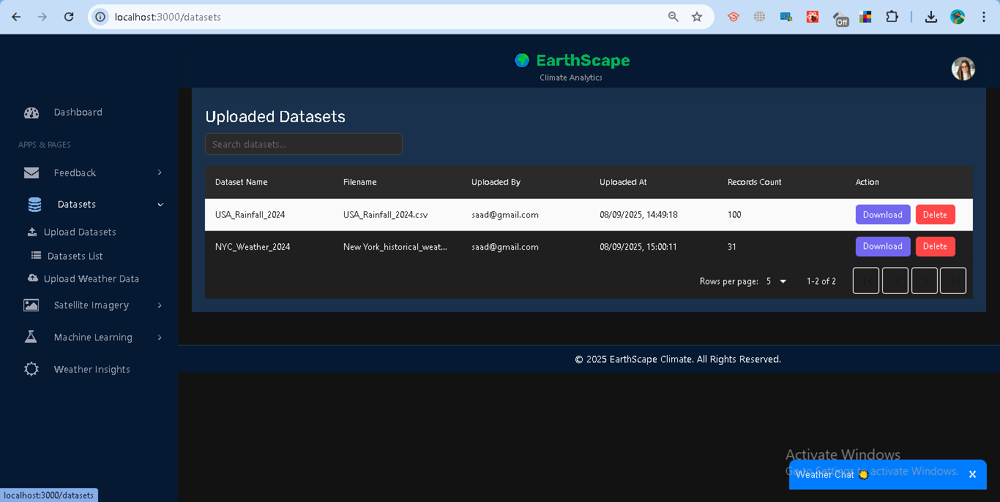 localhost:3000/datasets
Off
EarthScape
Climate Analytics
Dashboard
APPS & PAGES
Feedback
Datasets
Upload Datasets
Datasets List
Upload Weather Data
Satellite Imagery
Machine Learning
Weather Insights
Uploaded Datasets
Search datasets...
Dataset Name Filename Uploaded By Uploaded At Records Count Action
USA_Rainfall_2024 USA_Rainfall_2024.csv saad@gmail.com 08/09/2025, 14:49:18 100 Download Delete
NYC_Weather_2024 New York_historical_weat... saad@gmail.com 08/09/2025, 15:00:11 31 Download Delete
Rows per page: 5 1-2 of 2
© 2025 EarthScape Climate. All Rights Reserved.
Activate Windows
Go to Settings to activate Windows.
Weather Chat
localhost:3000/datasets